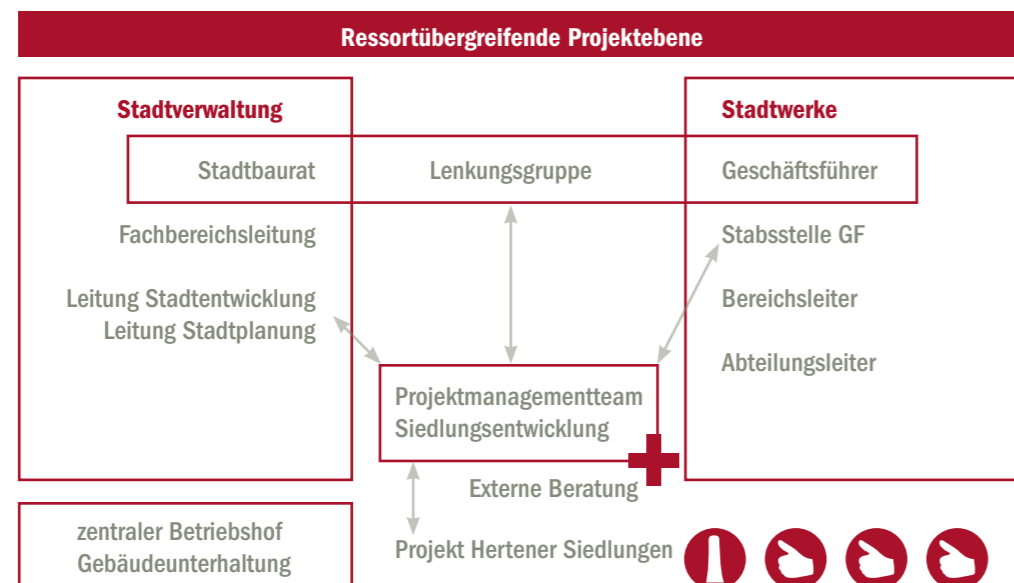 Ressortübergreifende Projektebene
Stadtverwaltung
Stadtwerke
Stadtbaurat
Lenkungsgruppe
Geschäftsführer
Fachbereichsleitung
Stabsstelle GF
Leitung Stadtentwicklung
Leitung Stadtplanung
Bereichsleiter
Abteilungsleiter
Projektmanagementteam
Siedlungsentwicklung
Externe Beratung
zentraler Betriebshof
Gebäudeunterhaltung
Projekt Hertener Siedlungen